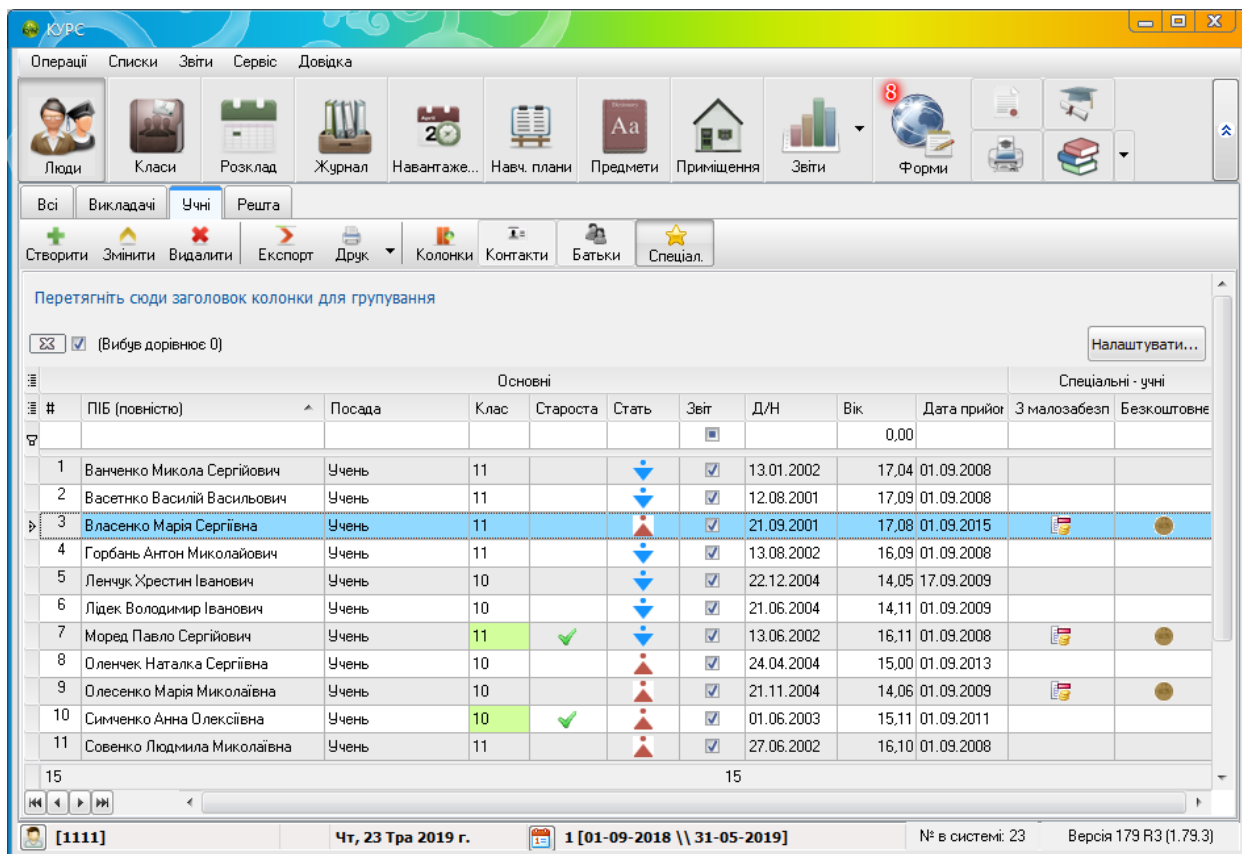 КУРС
Операції Списки Звіти Сервіс Довідка
8
Люди Класи Розклад Журнал Навантаже... Навч. плани Предмети Приміщення Звіти Форми
Всі Викладачі Учні Решта
Створити Змінити Видалити Експорт Друк Колонки Контакти Батьки Спеціал.
Перетягніть сюди заголовок колонки для групування
(Вибув дорівнює 0) Налаштувати...
Основні Спеціальні - учні
# ПІБ (повністю) Посада Клас Староста Стать Звіт Д/Н Вік Дата прийог З малозабезп Безкоштовне
0,00
1 Ванченко Микола Сергійович Учень 11 13.01.2002 17,04 01.09.2008
2 Васетнко Василій Васильович Учень 11 12.08.2001 17,09 01.09.2008
3 Власенко Марія Сергіївна Учень 11 21.09.2001 17,08 01.09.2015
4 Горбань Антон Миколайович Учень 11 13.08.2002 16,09 01.09.2008
5 Ленчук Хрестин Іванович Учень 10 22.12.2004 14,05 17.09.2009
6 Лідек Володимир Іванович Учень 10 21.06.2004 14,11 01.09.2009
7 Моред Павло Сергійович Учень 11 13.06.2002 16,11 01.09.2008
8 Оленчек Наталка Сергіївна Учень 10 24.04.2004 15,00 01.09.2013
9 Олесенко Марія Миколаївна Учень 10 21.11.2004 14,06 01.09.2009
10 Симченко Анна Олексіївна Учень 10 01.06.2003 15,11 01.09.2011
11 Совенко Людмила Миколаївна Учень 11 27.06.2002 16,10 01.09.2008
15 15
[1111] Чт, 23 Тра 2019 г. 1 [01-09-2018 \\ 31-05-2019] № в системі: 23 Версія 179 R3 (1.79.3)